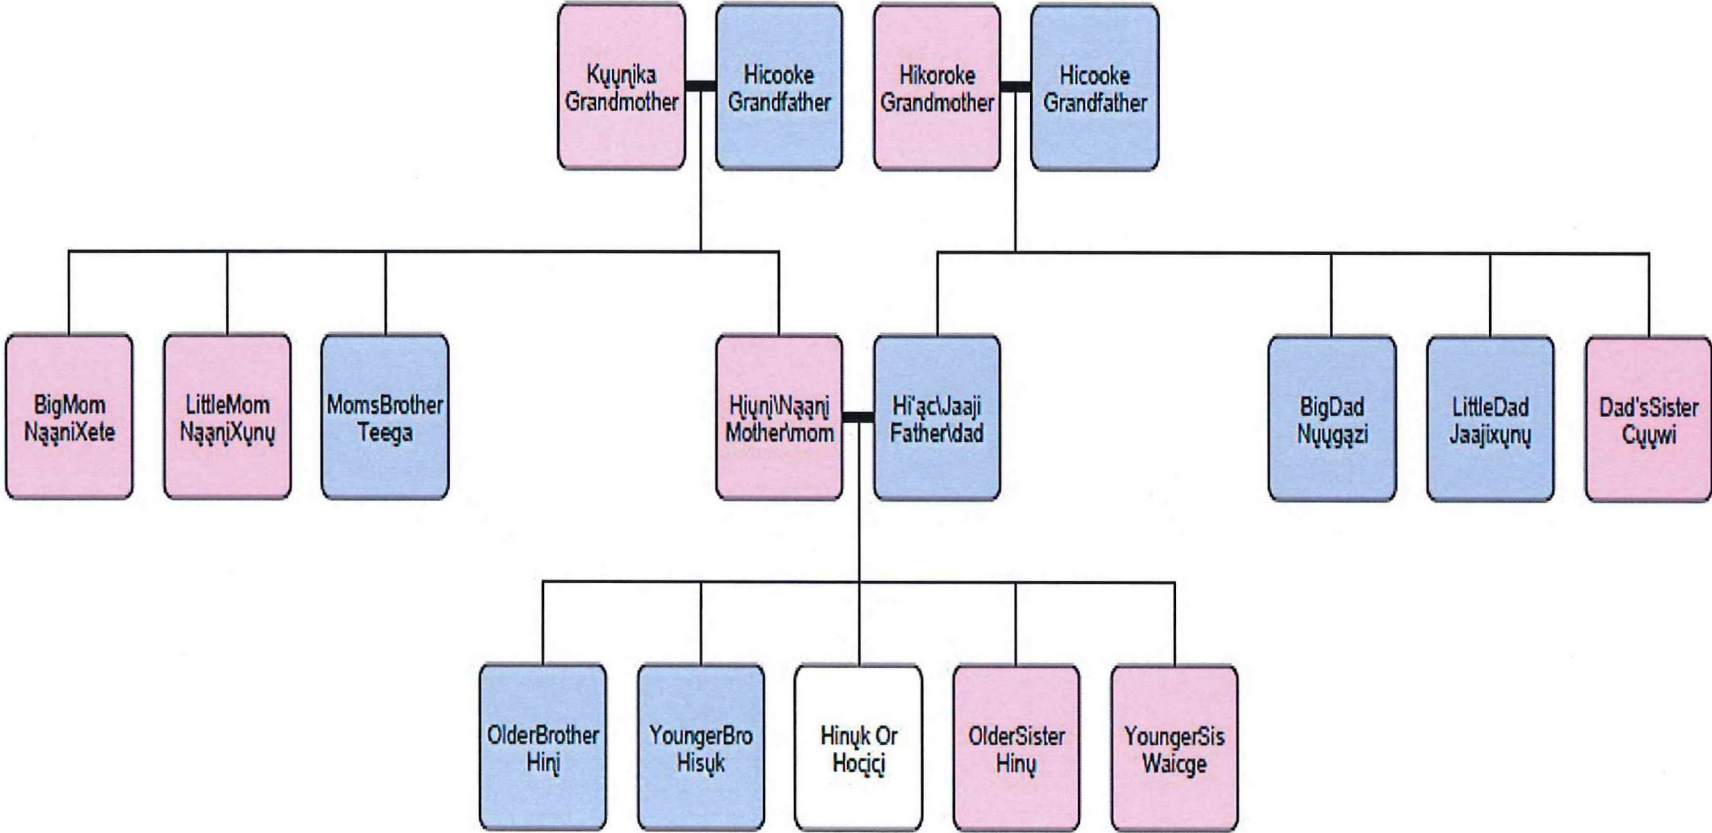 Kųųnįka
Grandmother
Hicooke
Grandfather
Hikoroke
Grandmother
Hicooke
Grandfather
BigMom
NąąniXete
LittleMom
NąąnįXųnų
MomsBrother
Teega
Hįųnį\Nąąnį
Mother\mom
Hi'ąc\Jaaji
Father\dad
BigDad
Nųųgązi
LittleDad
Jaajixųnų
Dad'sSister
Cųųwi
OlderBrother
Hinį
YoungerBro
Hisųk
Hinųk Or
Hocįcį
OlderSister
Hinų
YoungerSis
Waicge